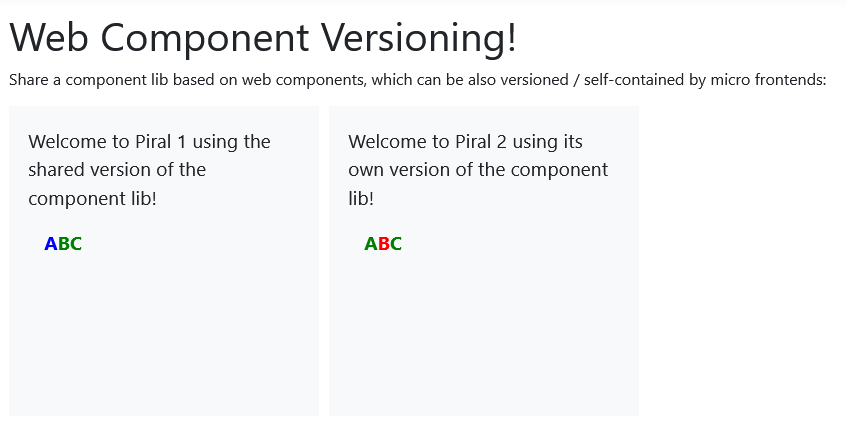 Web Component Versioning!
Share a component lib based on web components, which can be also versioned / self-contained by micro frontends:
Welcome to Piral 1 using the
shared version of the
component lib!
ABC
Welcome to Piral 2 using its
own version of the component
lib!
ABC